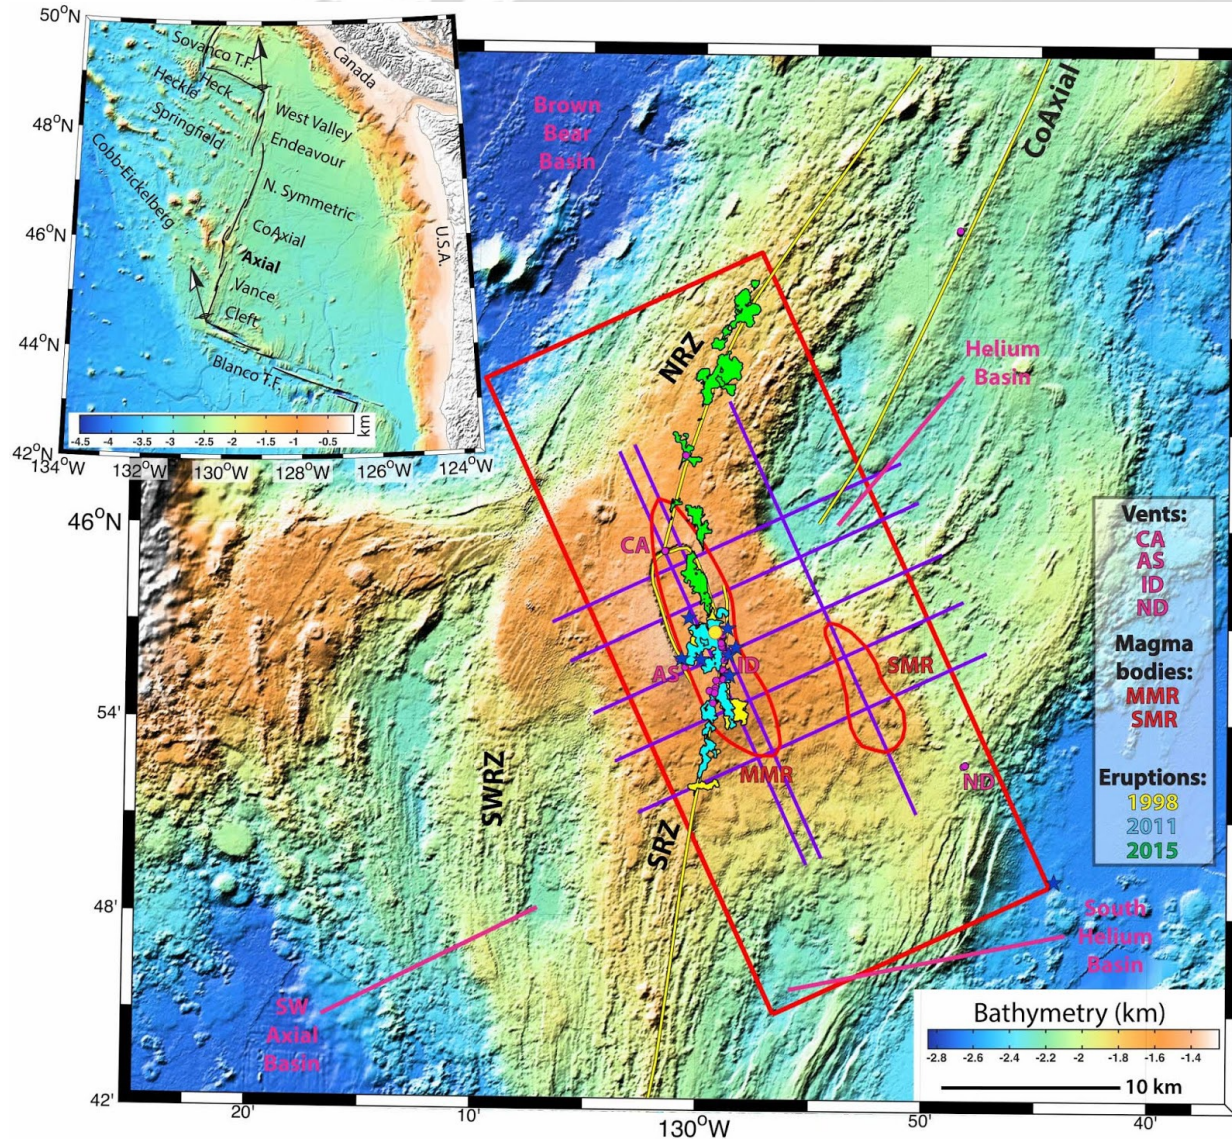 50°N
48°N
46°N
44°N
42°N
134°W
132°W
130°W
128°W
126°W
124°W
Sovanco T.F.
Heck
Heckle
Springfield
Cobb-Eickelberg
Canada
West Valley
Endeavour
N. Symmetric
CoAxial
Axial
Vance
Cleft
Blanco T.F.
U.S.A.
-4.5 -4 -3.5 -2.5 -2 -1.5 -1 -0.5
km
Brown
Bear
Basin
CoAxial
NRZ
Helium
Basin
46°N
54'
48'
42'
CA
AS
ID
SMR
MMR
ND
SWRZ
SRZ
SW
Axial
Basin
South
Helium
Basin
Vents:
CA
AS
ID
ND
Magma
bodies:
MMR
SMR
Eruptions:
1998
2011
2015
Bathymetry (km)
-2.8 -2.6 -2.4 -2.2 -2 -1.8 -1.6 -1.4
10 km
20'
10'
130°W
50'
40'